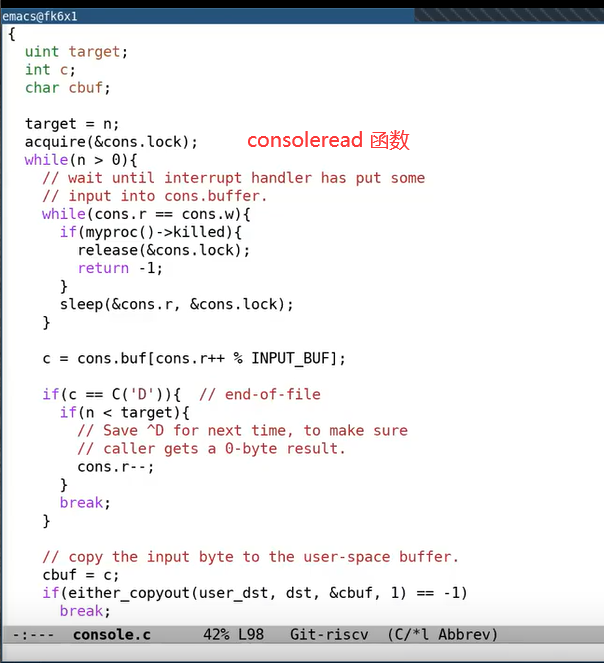 emacs@fk6x1
{
  uint target;
  int c;
  char cbuf;

  target = n;
  acquire(&cons.lock);    consoleread 函数
  while(n > 0){
    // wait until interrupt handler has put some
    // input into cons.buffer.
    while(cons.r == cons.w){
      if(myproc()->killed){
        release(&cons.lock);
        return -1;
      }
      sleep(&cons.r, &cons.lock);
    }

    c = cons.buf[cons.r++ % INPUT_BUF];

    if(c == C('D')){  // end-of-file
      if(n < target){
        // Save ^D for next time, to make sure
        // caller gets a 0-byte result.
        cons.r--;
      }
      break;
    }

    // copy the input byte to the user-space buffer.
    cbuf = c;
    if(either_copyout(user_dst, dst, &cbuf, 1) == -1)
      break;
-:---  console.c      42% L98   Git-riscv  (C/*l Abbrev)